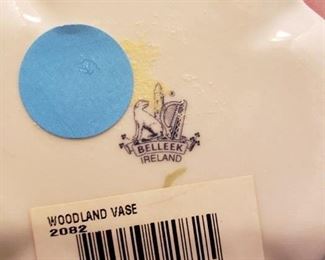 BELLEEK
IRELAND
WOODLAND VASE
2082